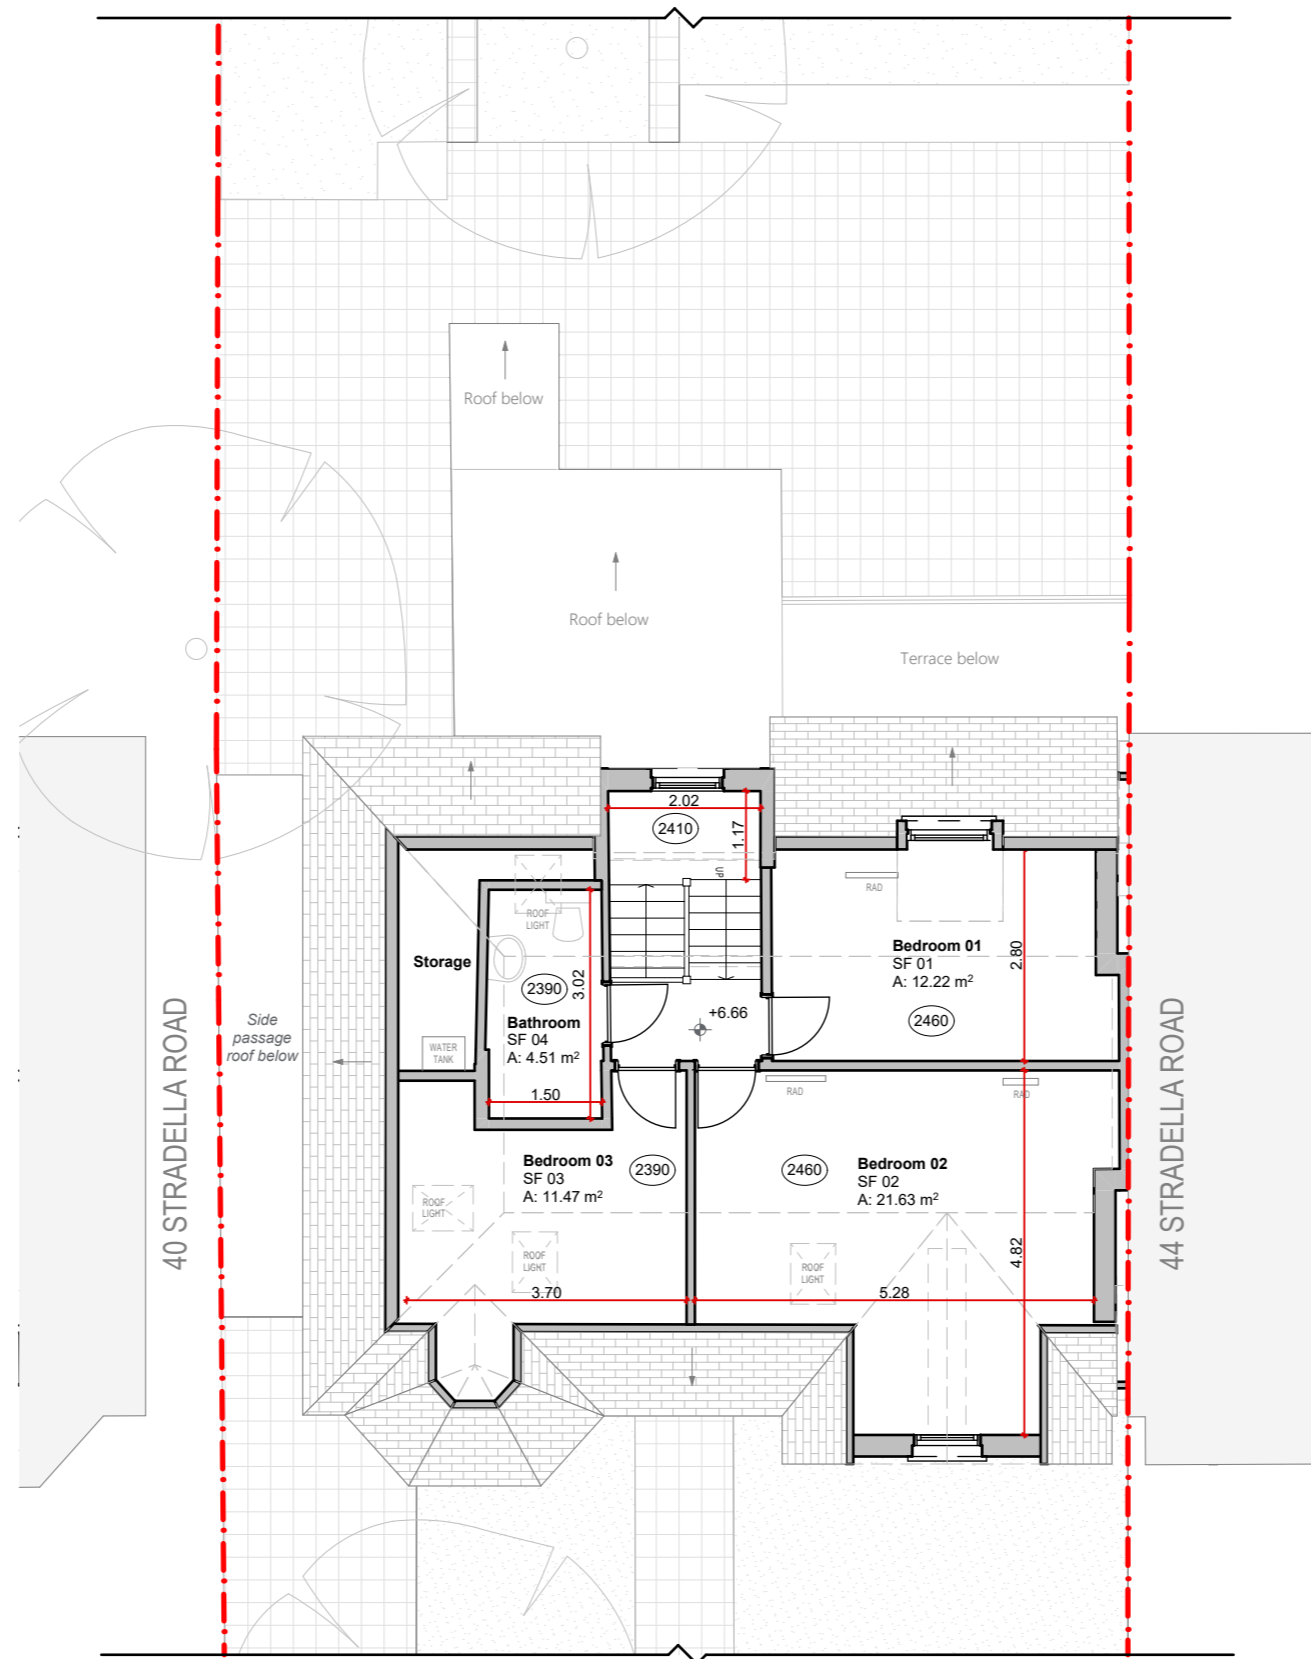 Roof below
Roof below
Terrace below
2.02
2410
1.17
UP
RAD
ROOF
LIGHT
Storage
2390
3.02
Bathroom
SF 04
A: 4.51 m²
WATER
TANK
1.50
+6.66
Bedroom 01
SF 01
A: 12.22 m²
2460
2.80
Side
passage
roof below
40 STRADELLA ROAD
44 STRADELLA ROAD
RAD
RAD
Bedroom 03
SF 03
A: 11.47 m²
2390
2460
Bedroom 02
SF 02
A: 21.63 m²
ROOF
LIGHT
ROOF
LIGHT
ROOF
LIGHT
4.82
3.70
5.28